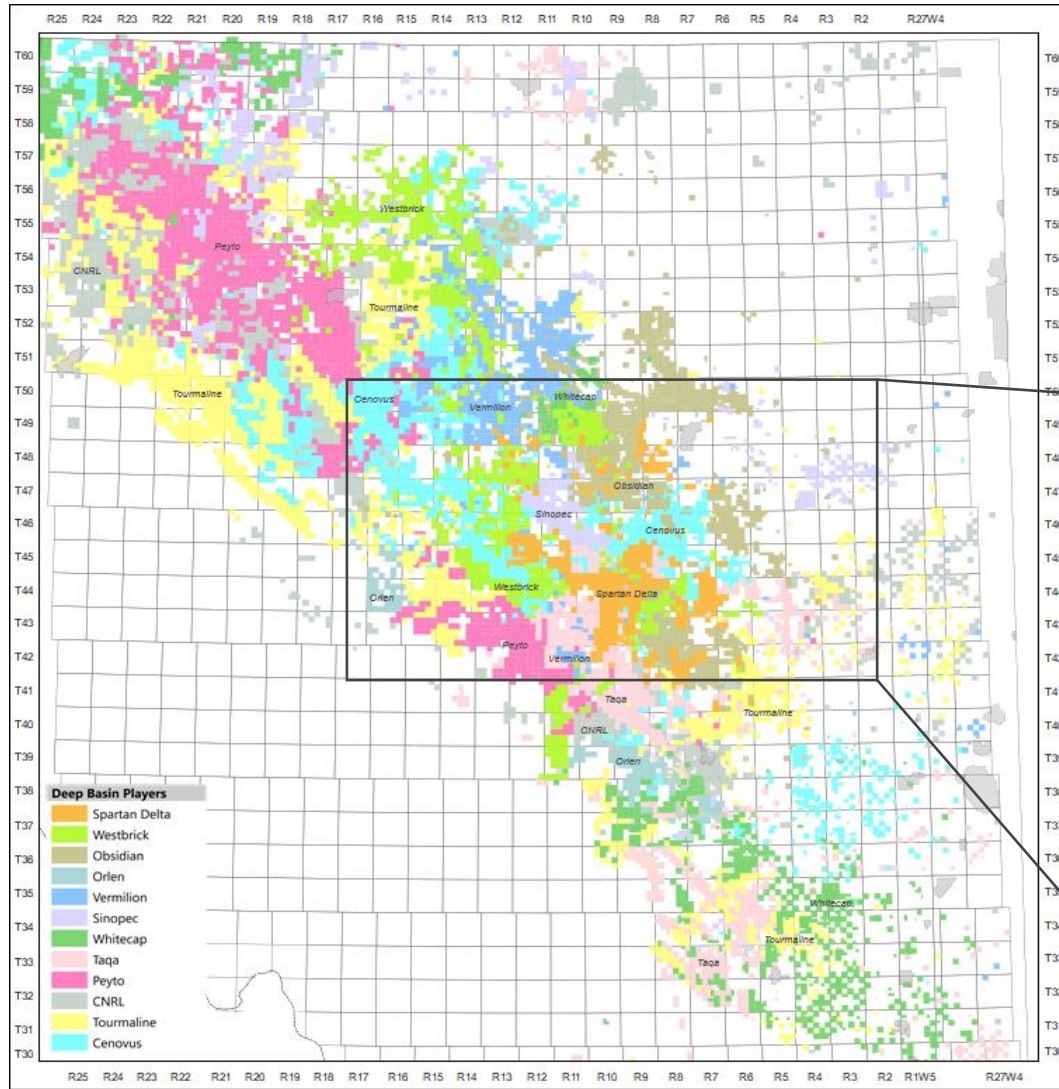 R25 R24 R23 R22 R21 R20 R19 R18 R17 R16 R15 R14 R13 R12 R11 R10 R9 R8 R7 R6 R5 R4 R3 R2 R27W4
T60
T59
T58
T57
T56
Westbrick
T55
Peyto
T54
CNRL
T53
Tourmaline
T52
T51
T50
Tourmaline
Cenovus
Whitecap
Vermilion
T49
T48
Obsidian
T47
Sinopec
T46
Cenovus
T45
Westbrick
T44
Orlen
Spartan Delta
T43
Peyto
T42
Vermilion
T41
Taqa
Tourmaline
T40
CNRL
T39
Orlen
T38
Deep Basin Players
Spartan Delta
T37
Westbrick
T36
Obsidian
Orlen
T35
Whitecap
Vermilion
Sinopec
T34
Tourmaline
Whitecap
T33
Taqa
Taqa
Peyto
T32
CNRL
T31
Tourmaline
T30
Cenovus
R25 R24 R23 R22 R21 R20 R19 R18 R17 R16 R15 R14 R13 R12 R11 R10 R9 R8 R7 R6 R5 R4 R3 R2 R1W5 R27W4